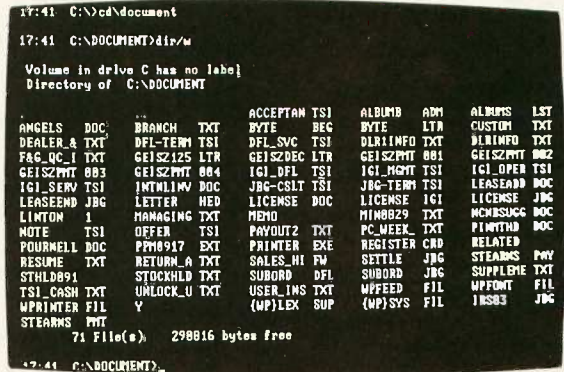 17:41 C:\>cd\document
17:41 C:\DOCUMENT>dir/w
Volume in drive C has no label
Directory of C:\DOCUMENT
. .. ACCEPTAN TSI ALBUMB ADM ALBUMS LST
ANGELS DOC BRANCH TXT BYTE BEG BYTE LTR CUSTOM TXT
DEALER_& TXT DFL-TERM TSI DFL_SVC TSI DLR1INFO TXT DLRINFO TXT
F&G_QC_I TXT GEISZ125 LTR GEISZDEC LTR GEISZPMT 001 GEISZPMT 002
GEISZPMT 003 GEISZPMT 004 IGI_DFL TSI IGI_MGMT TSI IGI_OPER TSI
IGI_SERV TSI INTNLINV DOC JBG-CSLT TSI JBG-TERM TSI LEASEADD DOC
LEASEEND JBG LETTER HED LICENSE DOC LICENSE IGI LICENSE JBG
LINTON 1 MANAGING TXT MEMO MIN0829 TXT NCMBSUGG DOC
NOTE TSI OFFER TSI PAYOUT2 TXT PC_WEEK_ TXT PINMTHD DOC
POURNELL DOC PPM0917 EXT PRINTER EXE REGISTER CRD RELATED
RESUME TXT RETURN_A TXT SALES_HI FW SETTLE JBG STEARNS PAY
STHLD891 STOCKHLD TXT SUBORD DFL SUBORD JBG SUPPLEME TXT
TSI_CASH TXT UNLOCK_U TXT USER_INS TXT WPFEED FIL WPFONT FIL
WPRINTER FIL Y {WP}LEX SUP {WP}SYS FIL 1RS83 JBG
STEARNS PMT
71 File(s) 298816 bytes free
17:41 C:\DOCUMENT>_